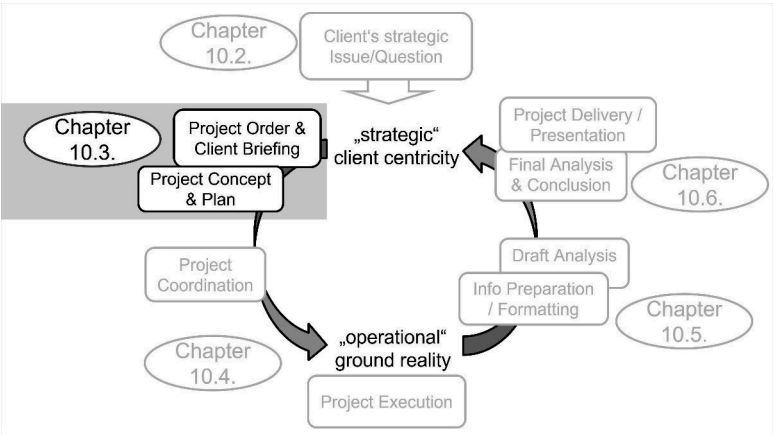 Chapter
10.2.
Client's strategic
Issue/Question
Chapter
10.3.
Project Order &
Client Briefing
Project Concept
& Plan
„strategic“
client centricity
Project Delivery /
Presentation
Final Analysis
& Conclusion
Chapter
10.6.
Project
Coordination
Draft Analysis
Info Preparation
/ Formatting
Chapter
10.5.
Chapter
10.4.
„operational“
ground reality
Project Execution